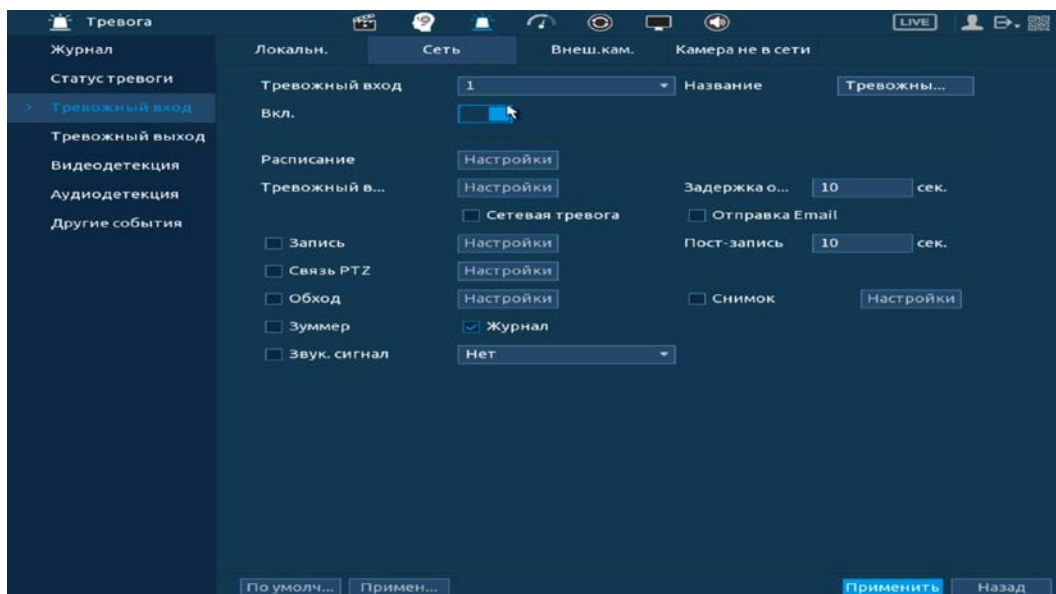 Тревога LIVE
Журнал Локальн. Сеть Внеш.кам. Камера не в сети
Статус тревоги
Тревожный вход 1 Название Тревожны...
Тревожный вход
Вкл.
Тревожный выход
Видеодетекция Расписание Настройки
Аудиодетекция Тревожный в... Настройки Задержка о... 10 сек.
Другие события Сетевая тревога Отправка Email
Запись Настройки Пост-запись 10 сек.
Связь PTZ Настройки
Обход Настройки Снимок Настройки
Зуммер Журнал
Звук. сигнал Нет
По умолч... Примен... Применить Назад